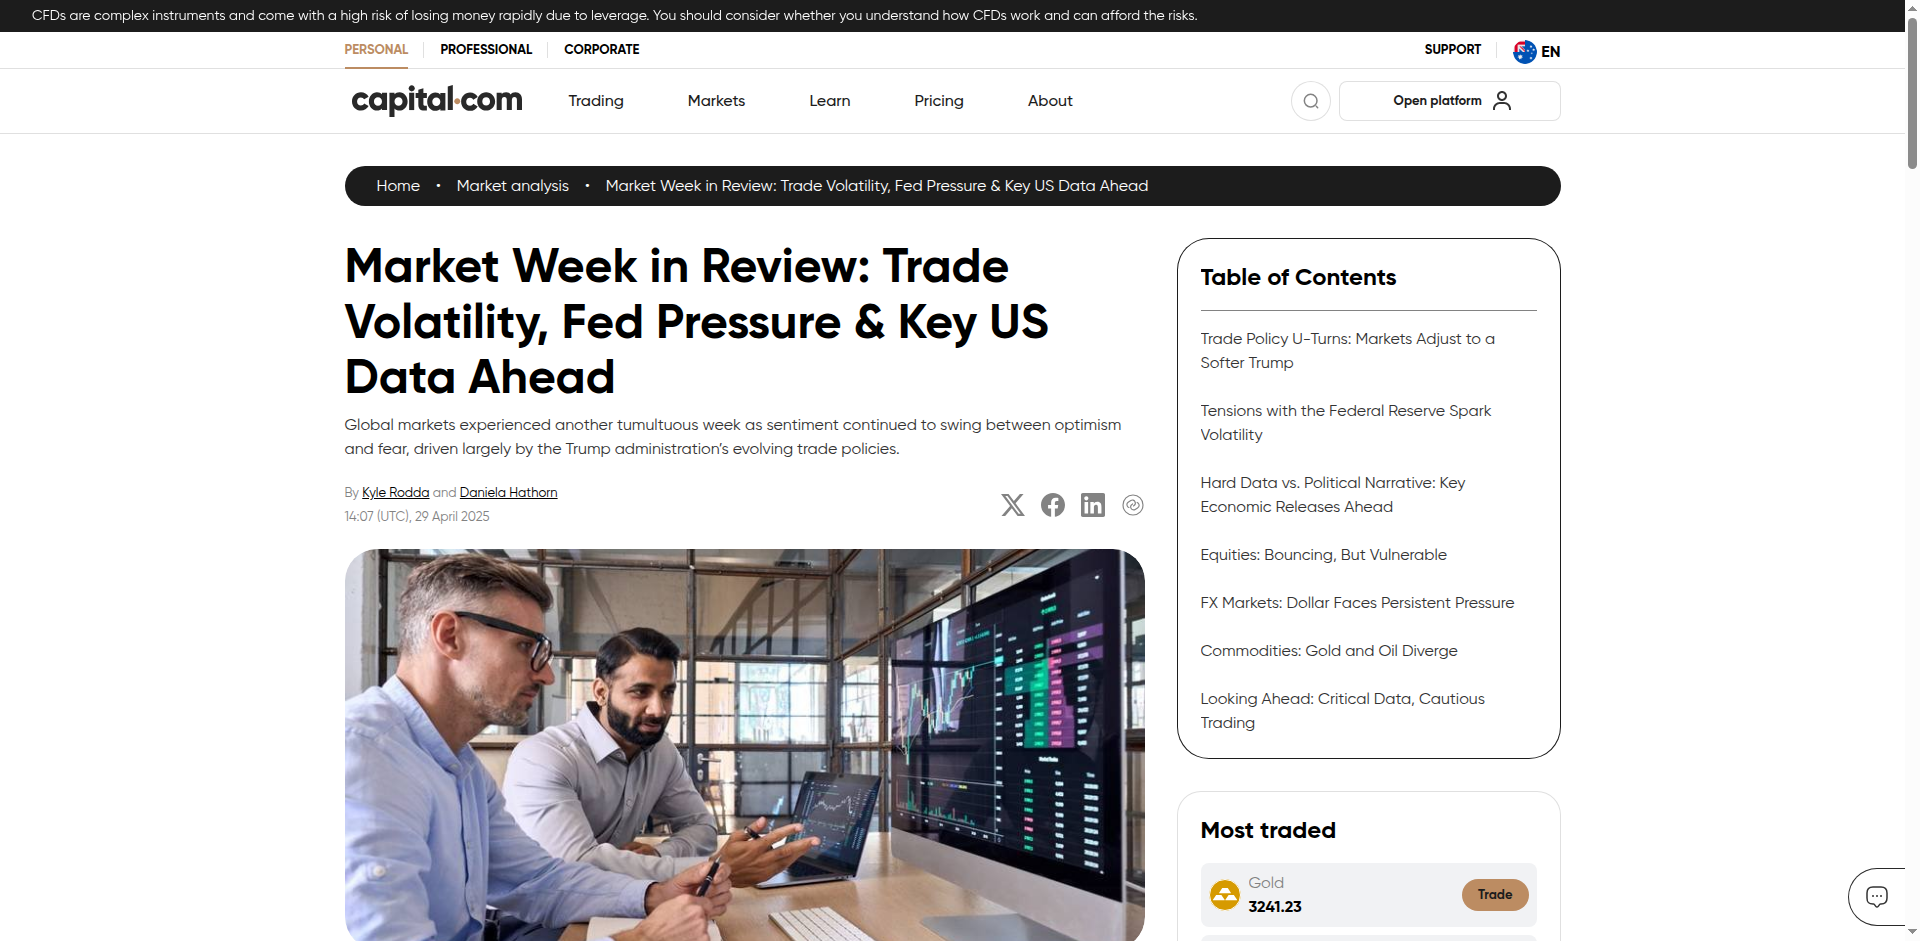 CFDs are complex instruments and come with a high risk of losing money rapidly due to leverage. You should consider whether you understand how CFDs work and can afford the risks.
PERSONAL
PROFESSIONAL
CORPORATE
SUPPORT
EN
capital.com
Trading
Markets
Learn
Pricing
About
Open platform
Home • Market analysis • Market Week in Review: Trade Volatility, Fed Pressure & Key US Data Ahead
Market Week in Review: Trade
Volatility, Fed Pressure & Key US
Data Ahead
Global markets experienced another tumultuous week as sentiment continued to swing between optimism
and fear, driven largely by the Trump administration’s evolving trade policies.
By Kyle Rodda and Daniela Hathorn
14:07 (UTC), 29 April 2025
Table of Contents
Trade Policy U-Turns: Markets Adjust to a
Softer Trump
Tensions with the Federal Reserve Spark
Volatility
Hard Data vs. Political Narrative: Key
Economic Releases Ahead
Equities: Bouncing, But Vulnerable
FX Markets: Dollar Faces Persistent Pressure
Commodities: Gold and Oil Diverge
Looking Ahead: Critical Data, Cautious
Trading
Most traded
Gold
3241.23
Trade